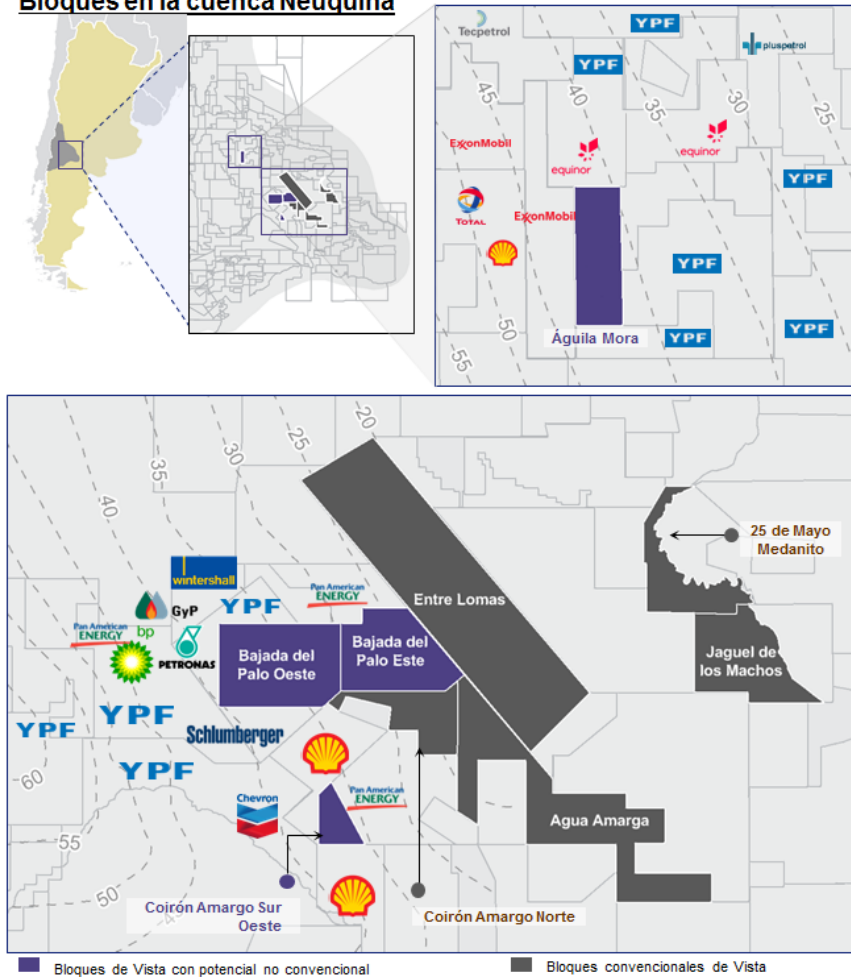 Bloques en la cuenca Neuquina
Tecpetrol
YPF
pluspetrol
YPF
45
40
35
30
25
ExxonMobil
equinor
equinor
YPF
TOTAL
ExxonMobil
YPF
50
Águila Mora
YPF
YPF
55
20
25
30
35
40
wintershall
Pan American
ENERGY
GyP
YPF
Pan American
ENERGY
bp
PETRONAS
Entre Lomas
25 de Mayo
Medanito
Bajada del
Palo Oeste
Bajada del
Palo Este
Jaguel de
los Machos
YPF
YPF
Schlumberger
YPF
60
Chevron
Pan American
ENERGY
Agua Amarga
55
50
45
Coirón Amargo Sur
Oeste
Coirón Amargo Norte
Bloques de Vista con potencial no convencional
Bloques convencionales de Vista